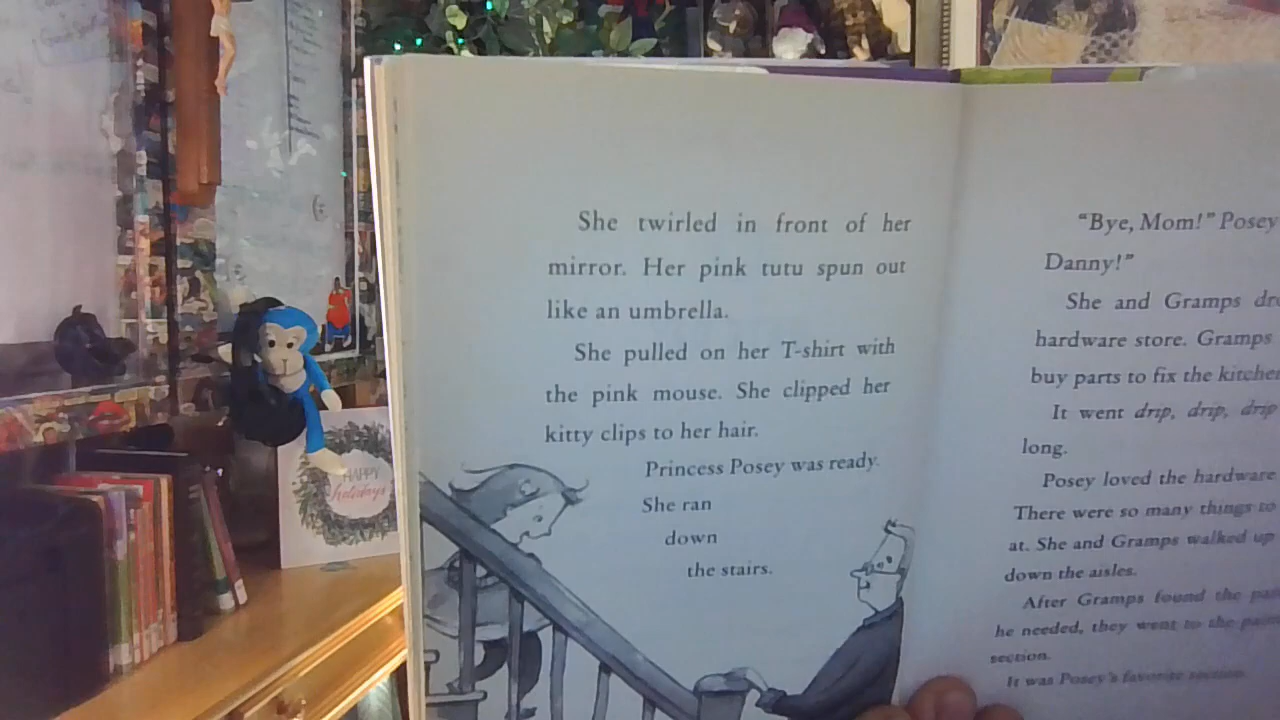 She twirled in front of her
mirror. Her pink tutu spun out
like an umbrella.
She pulled on her T-shirt with
the pink mouse. She clipped her
kitty clips to her hair.
Princess Posey was ready.
She ran
down
the stairs.
"Bye, Mom!" Posey
Danny!"
She and Gramps
hardware store. Gramps
buy parts to fix the kitchen
It went drip, drip, drip
long.
Posey loved the hardware
There were so many things to
at. She and Gramps walked up
down the aisles.
After Gramps found the
he needed, they went to the paint
section.
It was Posey's favorite section.
HAPPY
holidays